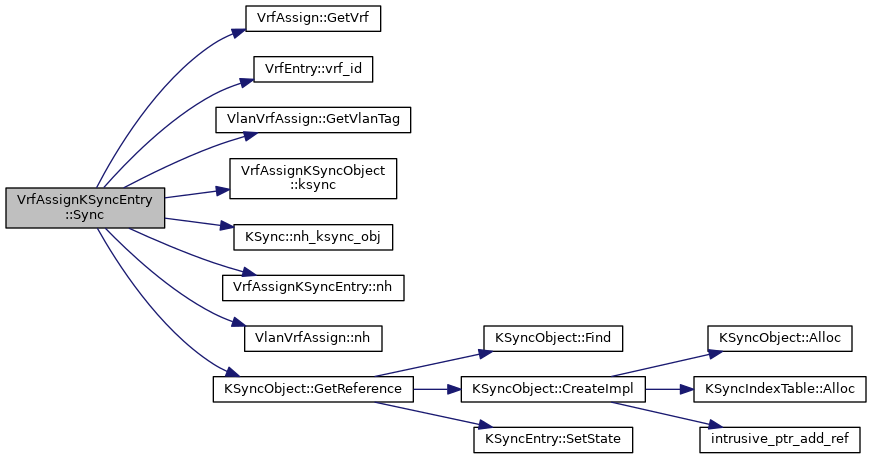 VrfAssignKSyncEntry
::Sync
VrfAssign::GetVrf
VrfEntry::vrf_id
VlanVrfAssign::GetVlanTag
VrfAssignKSyncObject
::ksync
KSync::nh_ksync_obj
VrfAssignKSyncEntry::nh
VlanVrfAssign::nh
KSyncObject::GetReference
KSyncObject::Find
KSyncObject::CreateImpl
KSyncEntry::SetState
KSyncObject::Alloc
KSyncIndexTable::Alloc
intrusive_ptr_add_ref